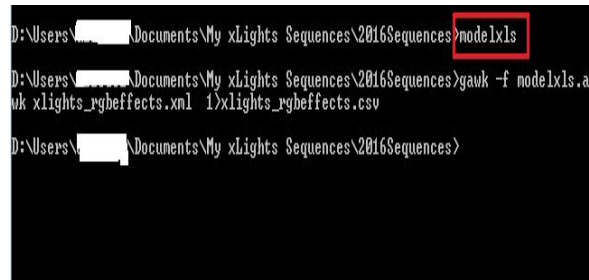 D:\Users\ \Documents\My xLights Sequences\2016Sequences>modelxls
D:\Users\ \Documents\My xLights Sequences\2016Sequences>gawk -f modelxls.a
wk xlights_rgbeffects.xml 1>xlights_rgbeffects.csv
D:\Users\ \Documents\My xLights Sequences\2016Sequences>